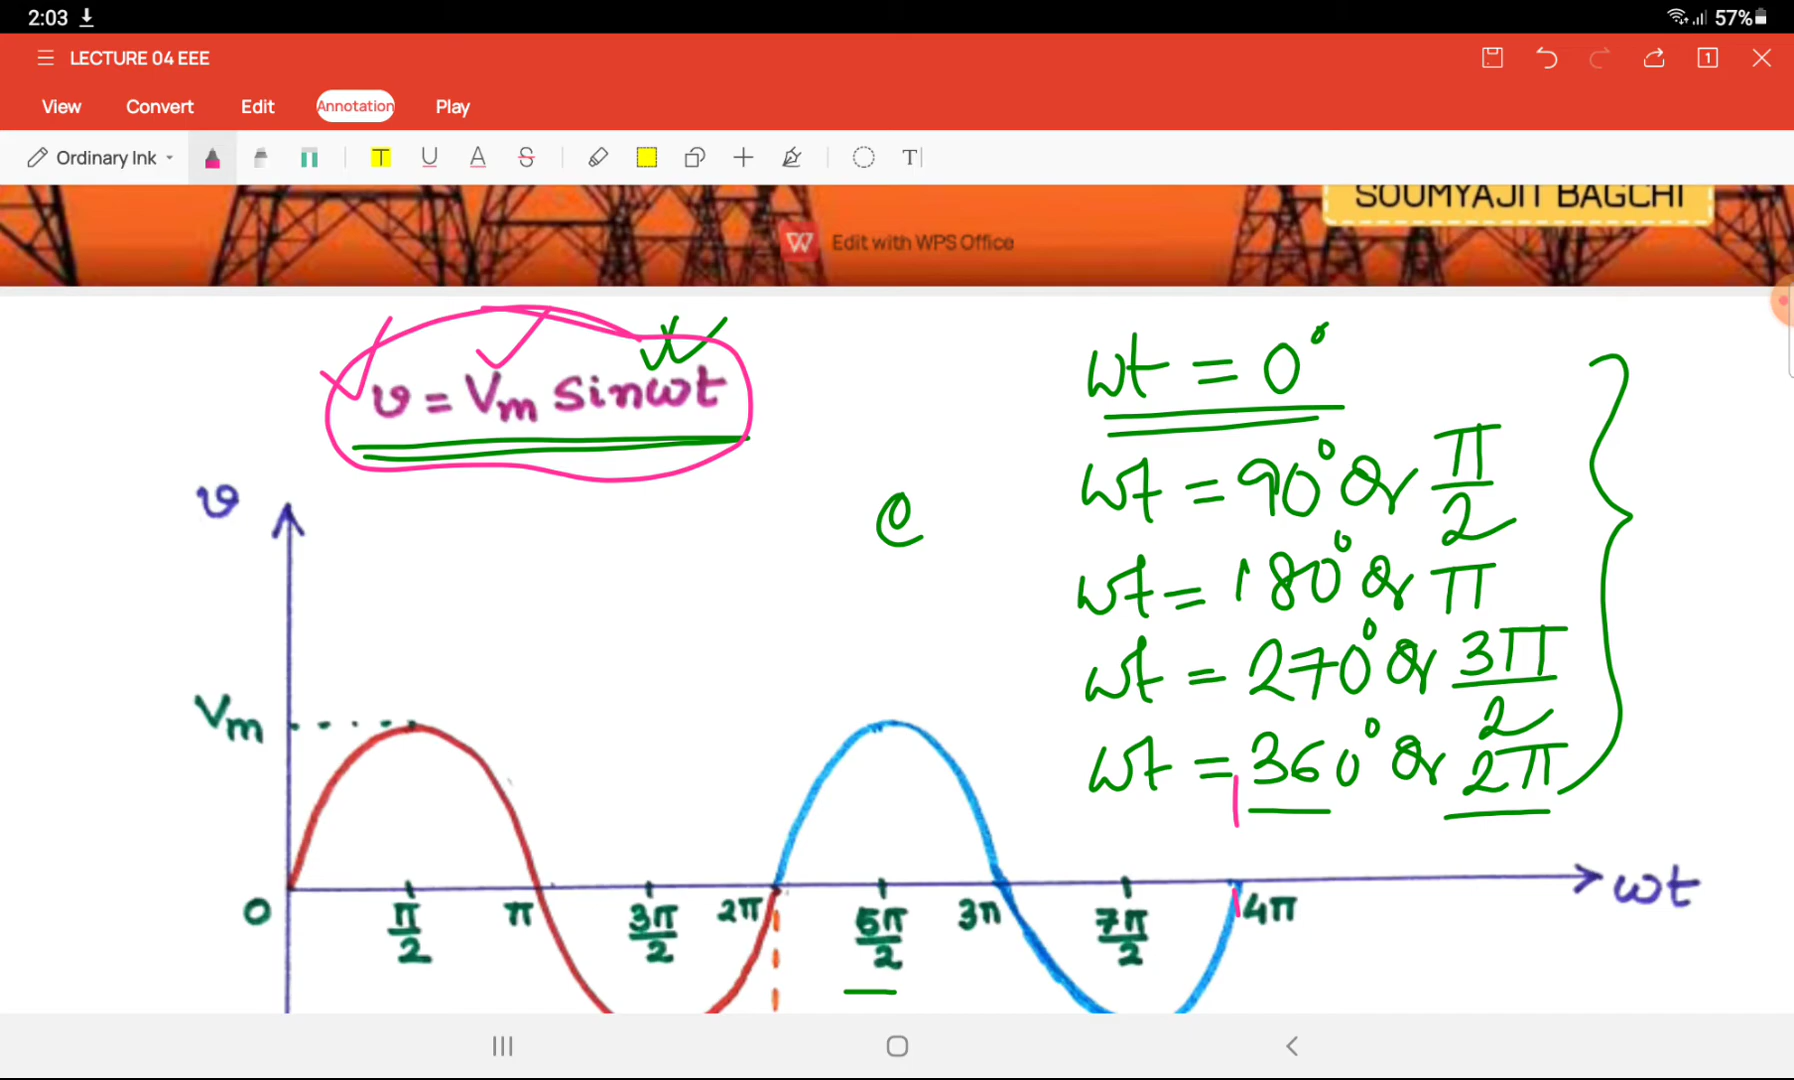 2:03
57%
LECTURE 04 EEE
1
View Convert Edit Annotation Play
Ordinary Ink T U A S T
SOUMYAJIT BAGCHI
W Edit with WPS Office
v = Vm sinωt
ωt = 0°
ωt = 90° or π/2
ωt = 180° or π
ωt = 270° or 3π/2
ωt = 360° or 2π
e
v
Vm
0 π/2 π 3π/2 2π 5π/2 3π 7π/2 4π ωt